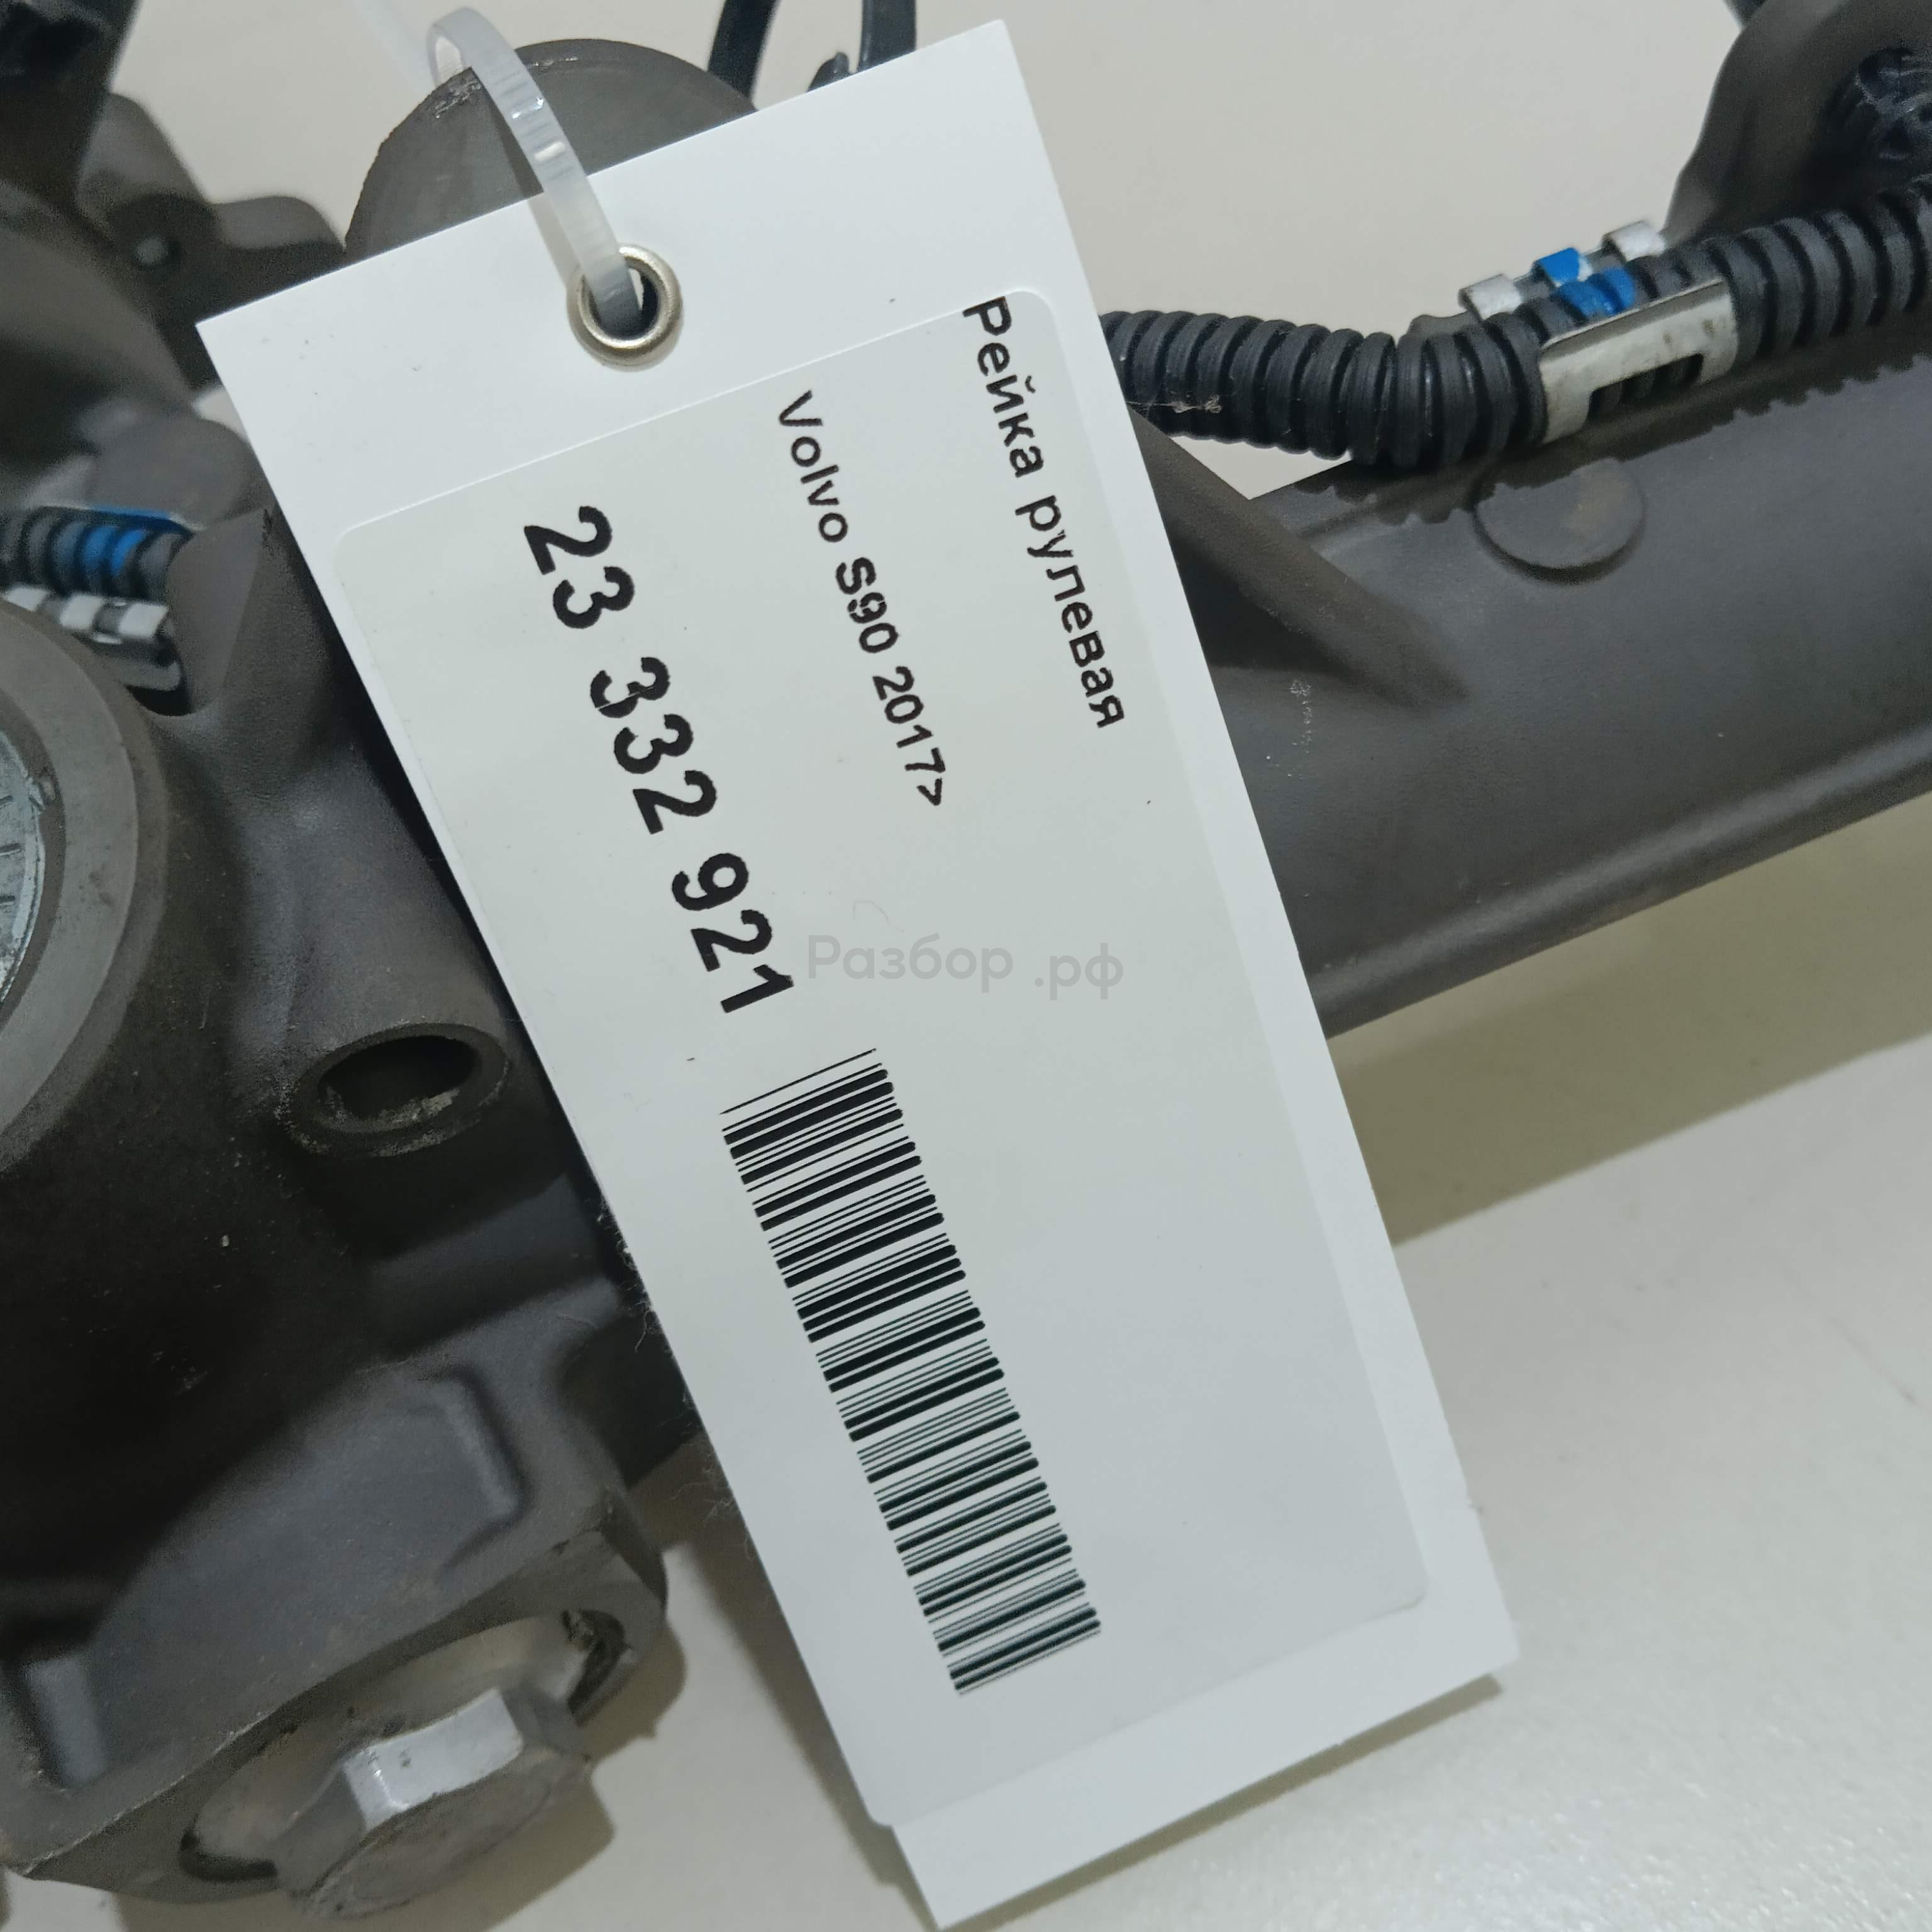 Рейка рулевая
Volvo S90 2017>
23 332 921
Разбор .рф